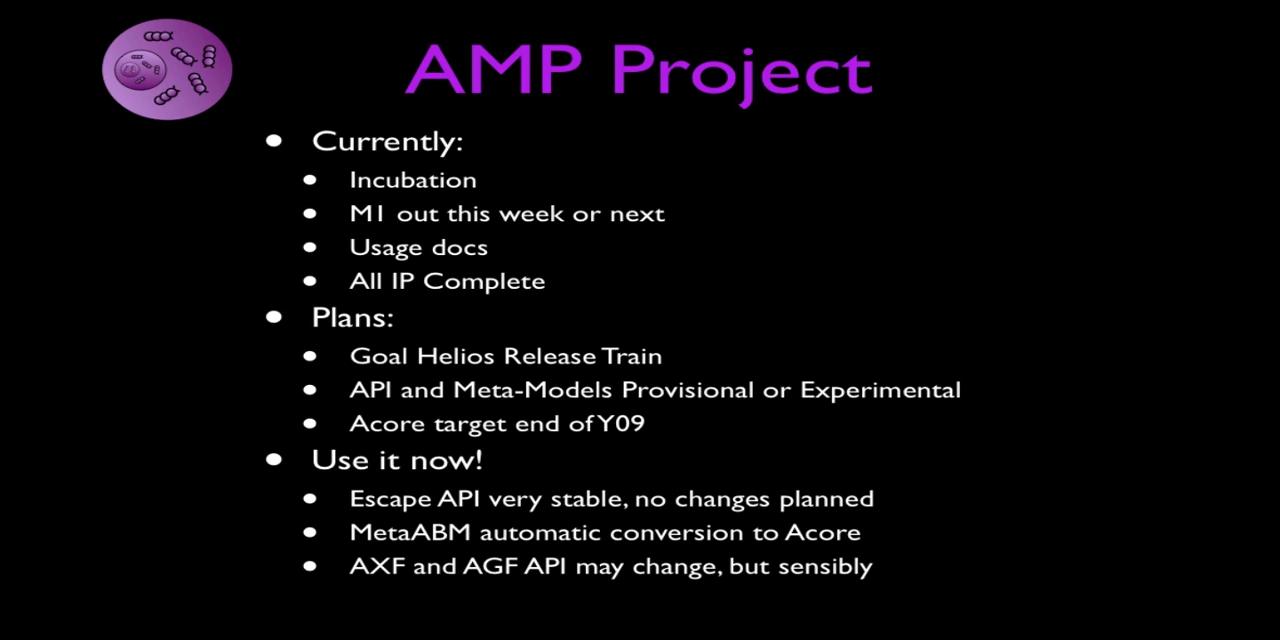 AMP Project
Currently:
Incubation
M1 out this week or next
Usage docs
All IP Complete
Plans:
Goal Helios Release Train
API and Meta-Models Provisional or Experimental
Acore target end of Y09
Use it now!
Escape API very stable, no changes planned
MetaABM automatic conversion to Acore
AXF and AGF API may change, but sensibly